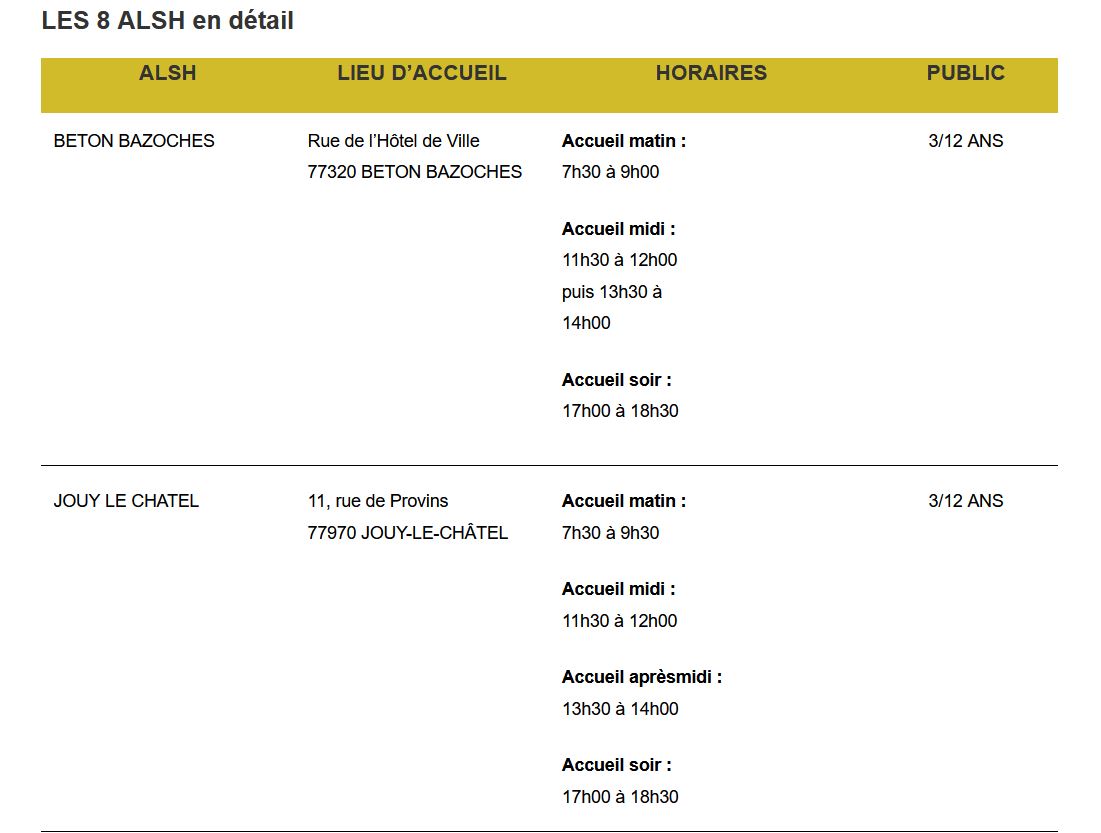 LES 8 ALSH en détail
ALSH LIEU D’ACCUEIL HORAIRES PUBLIC
BETON BAZOCHES
Rue de l’Hôtel de Ville
77320 BETON BAZOCHES
Accueil matin :
7h30 à 9h00
Accueil midi :
11h30 à 12h00
puis 13h30 à
14h00
Accueil soir :
17h00 à 18h30
3/12 ANS
JOUY LE CHATEL
11, rue de Provins
77970 JOUY-LE-CHÂTEL
Accueil matin :
7h30 à 9h30
Accueil midi :
11h30 à 12h00
Accueil aprèsmidi :
13h30 à 14h00
Accueil soir :
17h00 à 18h30
3/12 ANS